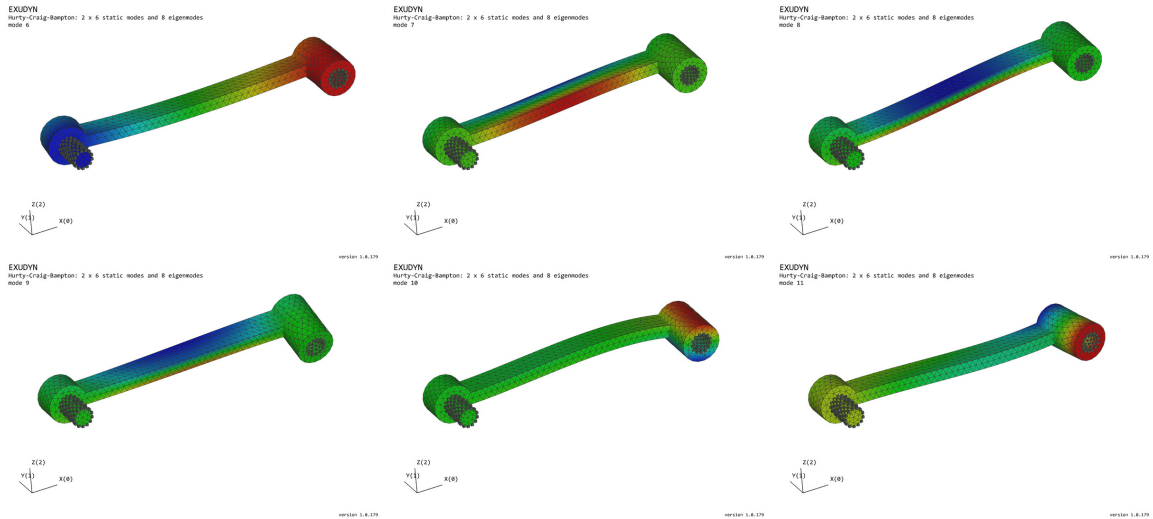 EXUDYN
Hurty-Craig-Bampton: 2 x 6 static modes and 8 eigenmodes
mode 6
Z(2)
Y(1)
X(0)
version 1.0.179
EXUDYN
Hurty-Craig-Bampton: 2 x 6 static modes and 8 eigenmodes
mode 7
Z(2)
Y(1)
X(0)
version 1.0.179
EXUDYN
Hurty-Craig-Bampton: 2 x 6 static modes and 8 eigenmodes
mode 8
Z(2)
Y(1)
X(0)
version 1.0.179
EXUDYN
Hurty-Craig-Bampton: 2 x 6 static modes and 8 eigenmodes
mode 9
Z(2)
Y(1)
X(0)
version 1.0.179
EXUDYN
Hurty-Craig-Bampton: 2 x 6 static modes and 8 eigenmodes
mode 10
Z(2)
Y(1)
X(0)
version 1.0.179
EXUDYN
Hurty-Craig-Bampton: 2 x 6 static modes and 8 eigenmodes
mode 11
Z(2)
Y(1)
X(0)
version 1.0.179